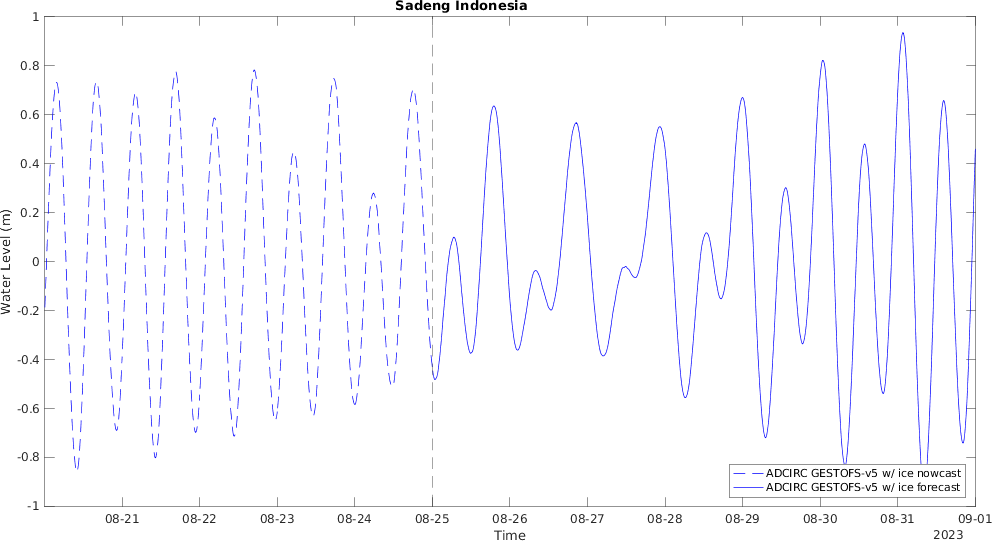 Sadeng Indonesia
1
0.8
0.6
0.4
0.2
0
-0.2
-0.4
-0.6
-0.8
-1
Water Level (m)
ADCIRC GESTOFS-v5 w/ ice nowcast
ADCIRC GESTOFS-v5 w/ ice forecast
08-21 08-22 08-23 08-24 08-25 08-26 08-27 08-28 08-29 08-30 08-31 09-01
Time
2023